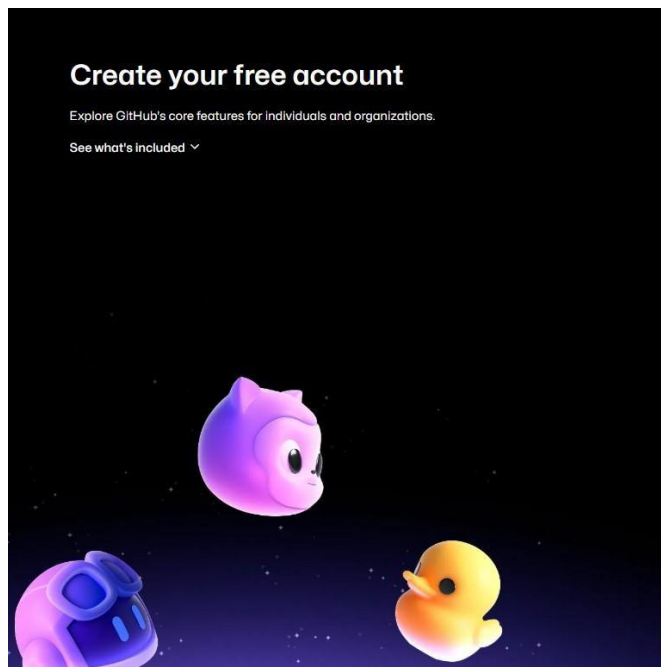 Create your free account
Explore GitHub's core features for individuals and organizations.
See what's included